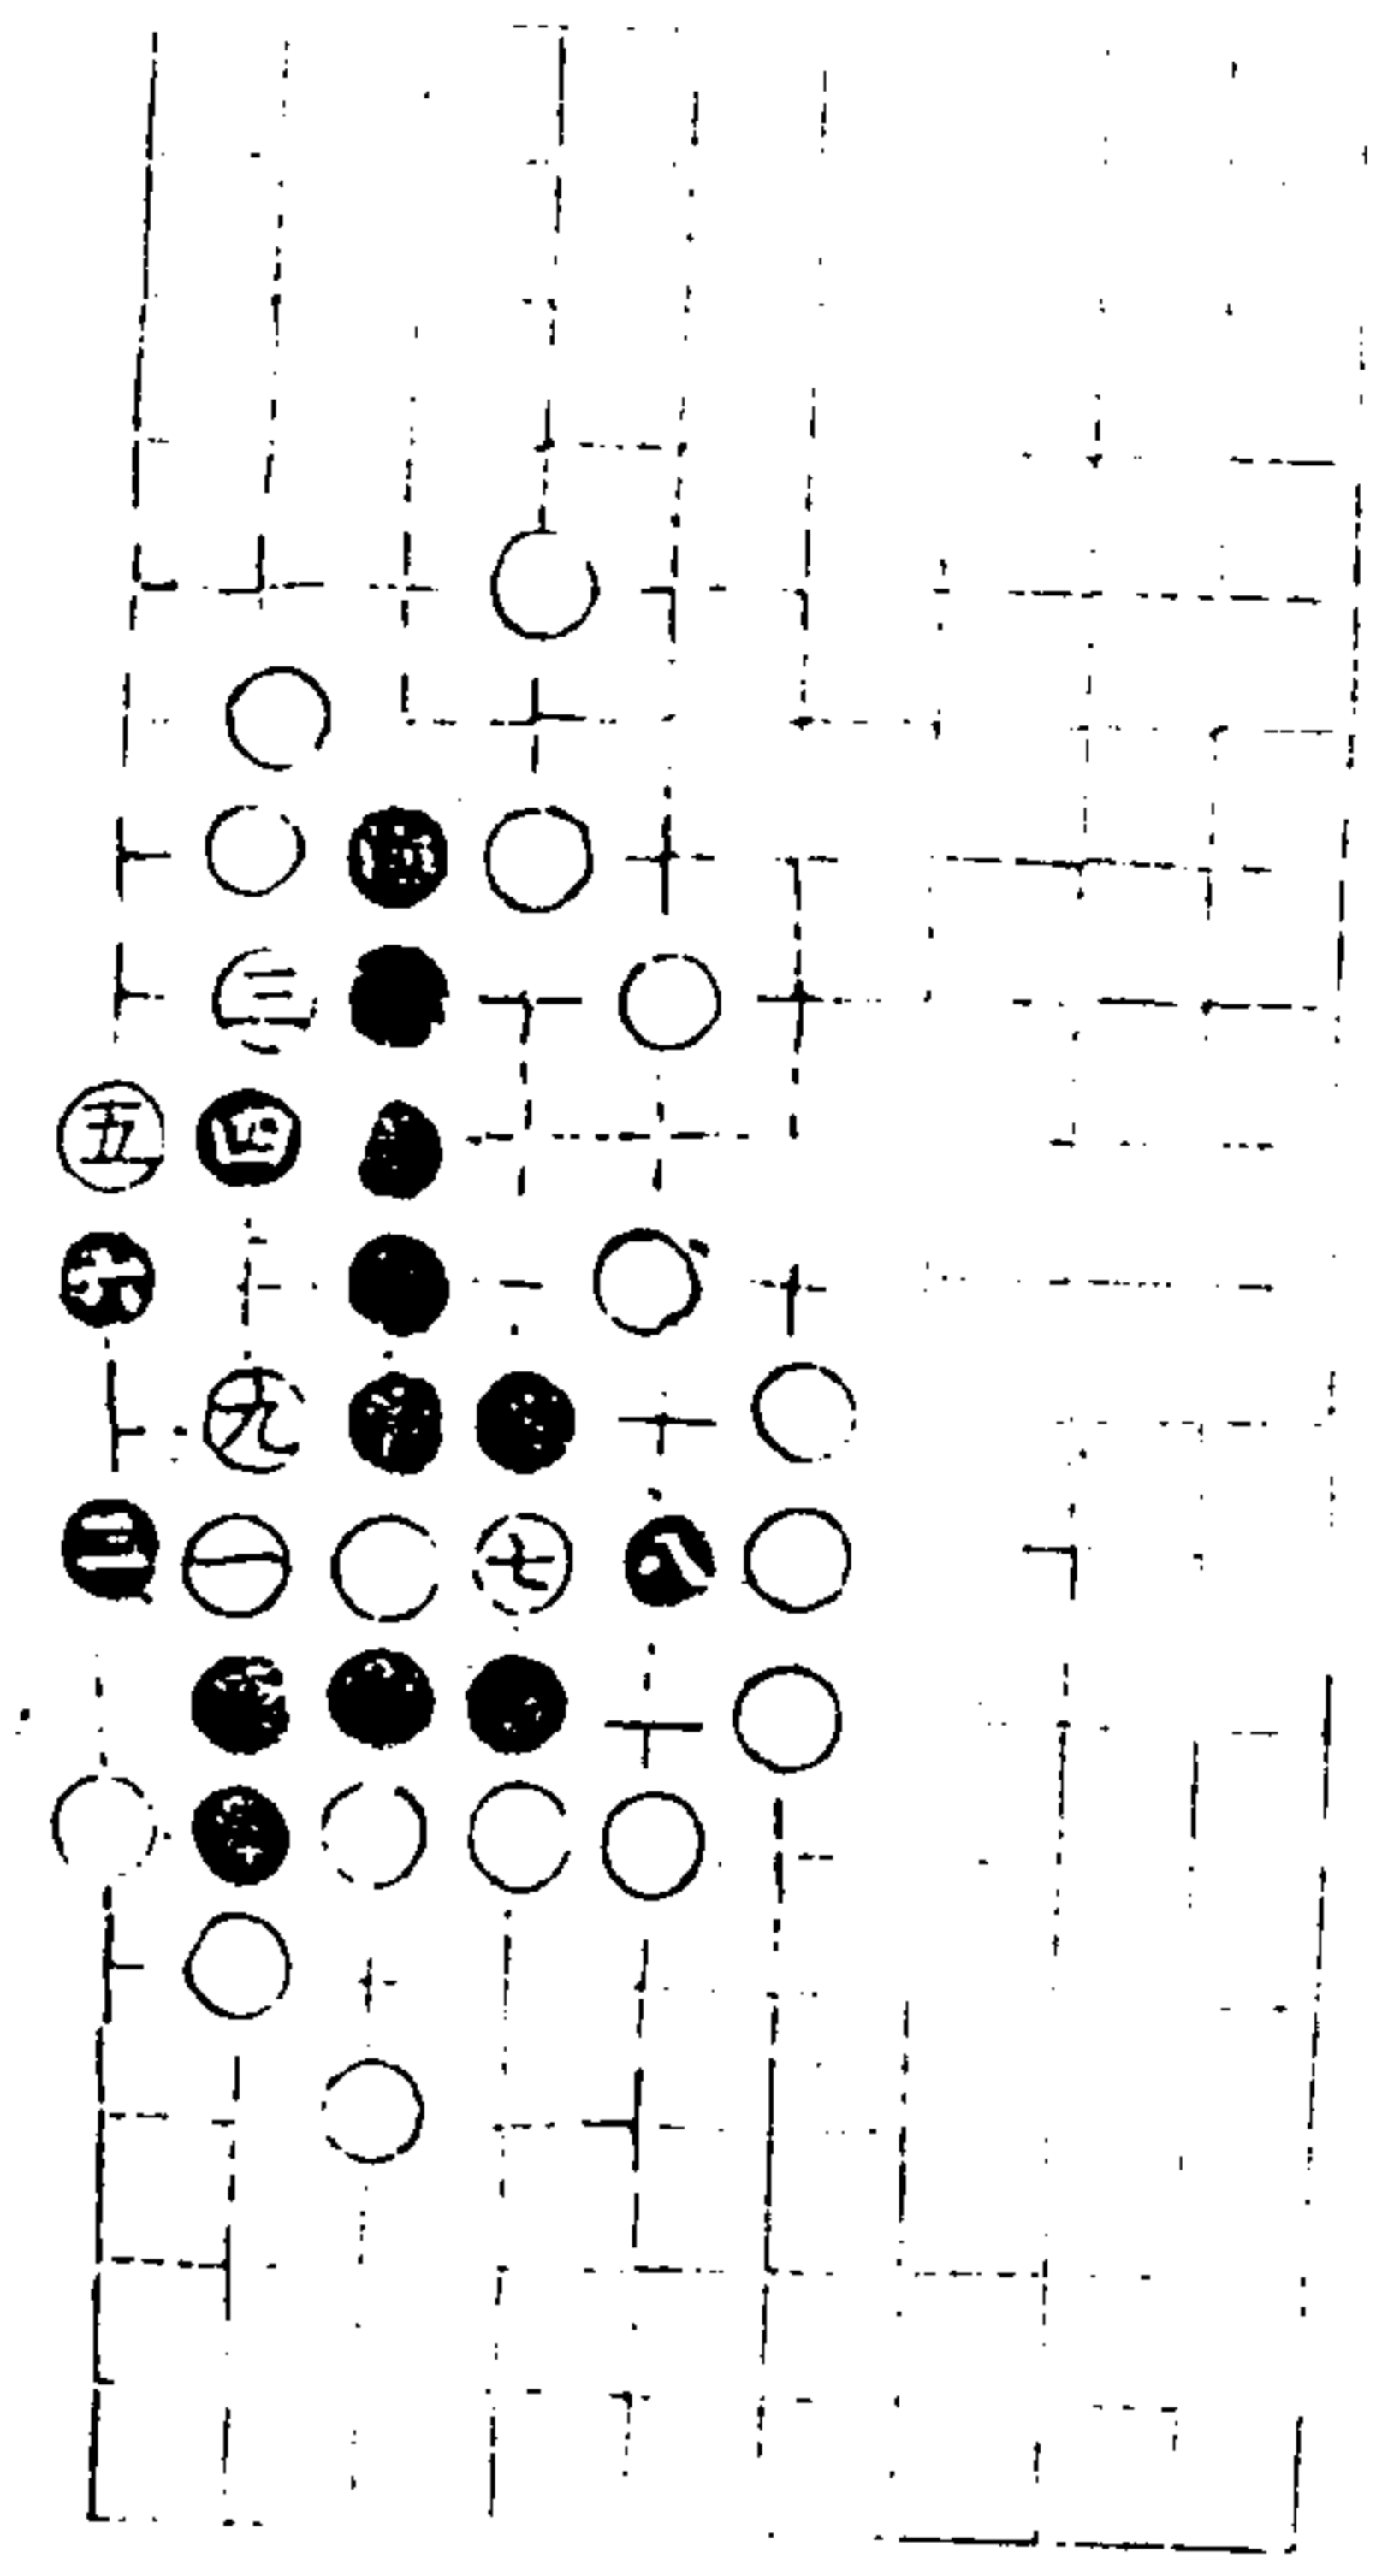 三
五 四
六
九
二 一 七 八